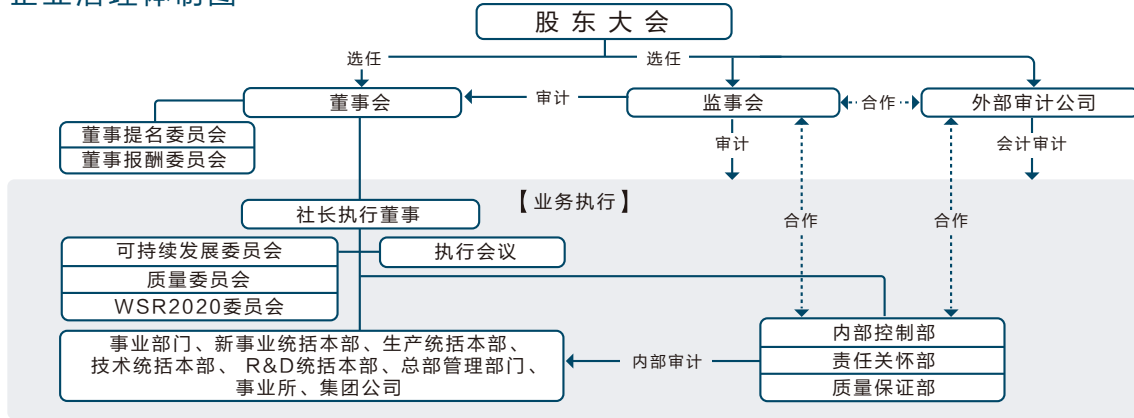 企业治理体制图
股东大会
选任
选任
董事会
审计
监事会
合作
外部审计公司
董事提名委员会
董事报酬委员会
审计
会计审计
【业务执行】
社长执行董事
合作
合作
可持续发展委员会
执行会议
质量委员会
WSR2020委员会
事业部门、新事业统括本部、生产统括本部、
技术统括本部、 R&D统括本部、总部管理部门、
事业所、集团公司
内部审计
内部控制部
责任关怀部
质量保证部